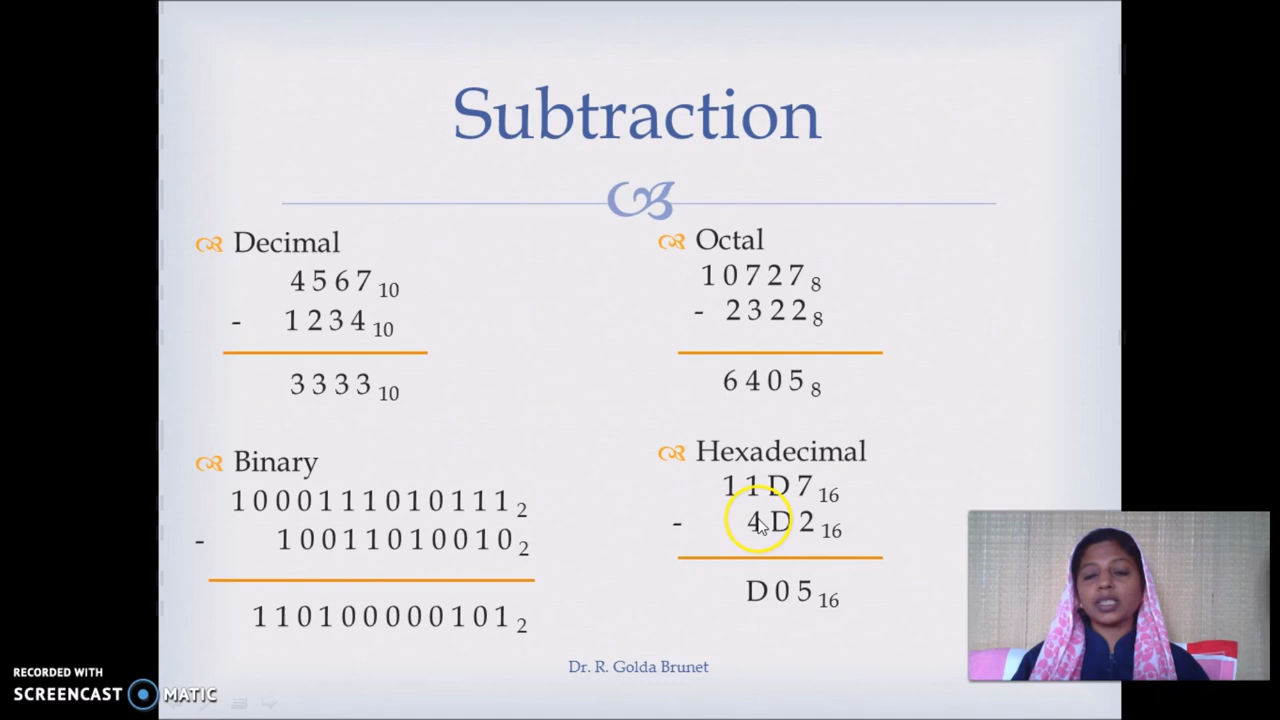 Subtraction
Decimal
4 5 6 7 10
- 1 2 3 4 10
3 3 3 3 10
Binary
1 0 0 0 1 1 1 0 1 0 1 1 1 2
- 1 0 0 1 1 0 1 0 0 1 0 2
1 1 0 1 0 0 0 0 0 1 0 1 2
Octal
1 0 7 2 7 8
- 2 3 2 2 8
6 4 0 5 8
Hexadecimal
1 1 D 7 16
- 4 D 2 16
D 0 5 16
Dr. R. Golda Brunet
RECORDED WITH
SCREENCAST MATIC